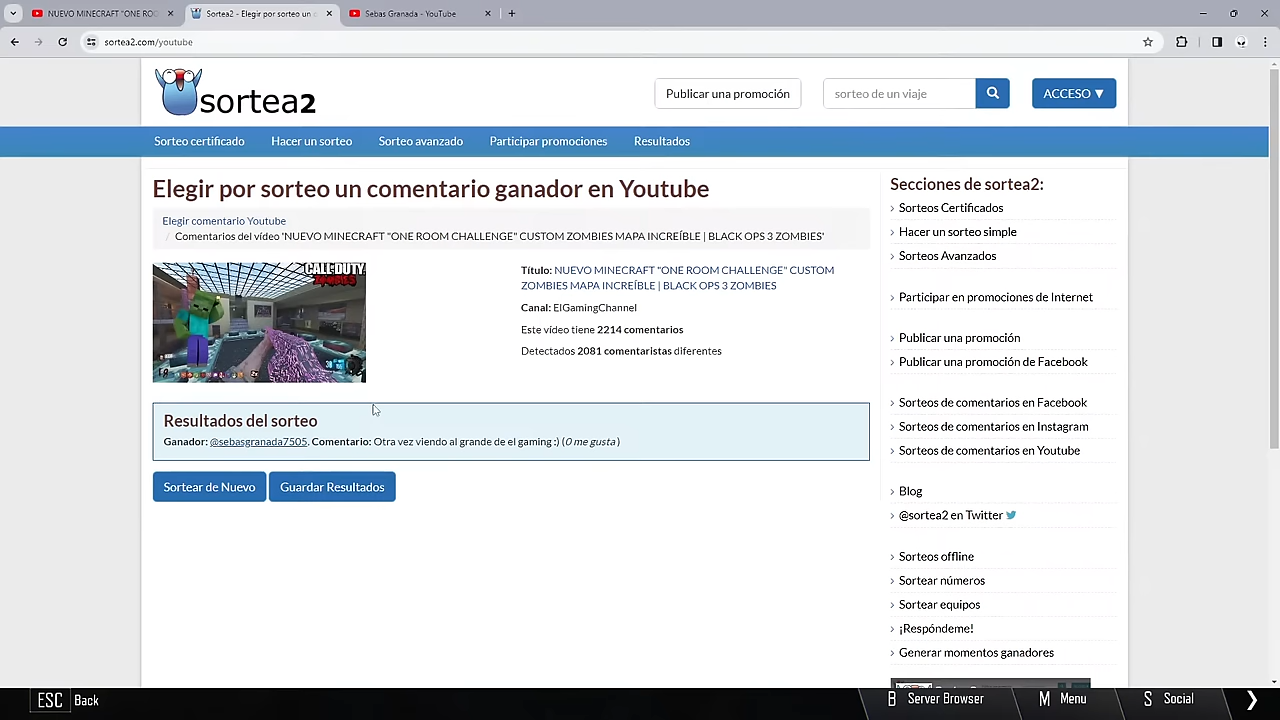 NUEVO MINECRAFT "ONE ROO
Sortea2 - Elegir por sorteo un c
Sebas Granada - YouTube
sortea2.com/youtube
sortea2
Publicar una promoción
sorteo de un viaje
ACCESO ▼
Sorteo certificado
Hacer un sorteo
Sorteo avanzado
Participar promociones
Resultados
Elegir por sorteo un comentario ganador en Youtube
Elegir comentario Youtube
/ Comentarios del vídeo 'NUEVO MINECRAFT "ONE ROOM CHALLENGE" CUSTOM ZOMBIES MAPA INCREÍBLE | BLACK OPS 3 ZOMBIES'
CALL·DUTY
ZOMBIES
Título: NUEVO MINECRAFT "ONE ROOM CHALLENGE" CUSTOM
ZOMBIES MAPA INCREÍBLE | BLACK OPS 3 ZOMBIES
Canal: ElGamingChannel
Este vídeo tiene 2214 comentarios
Detectados 2081 comentaristas diferentes
Resultados del sorteo
Ganador: @sebasgranada7505. Comentario: Otra vez viendo al grande de el gaming :) (0 me gusta )
Sortear de Nuevo
Guardar Resultados
Secciones de sortea2:
Sorteos Certificados
Hacer un sorteo simple
Sorteos Avanzados
Participar en promociones de Internet
Publicar una promoción
Publicar una promoción de Facebook
Sorteos de comentarios en Facebook
Sorteos de comentarios en Instagram
Sorteos de comentarios en Youtube
Blog
@sortea2 en Twitter
Sorteos offline
Sortear números
Sortear equipos
¡Respóndeme!
Generar momentos ganadores
ESC Back
B Server Browser
M Menu
S Social